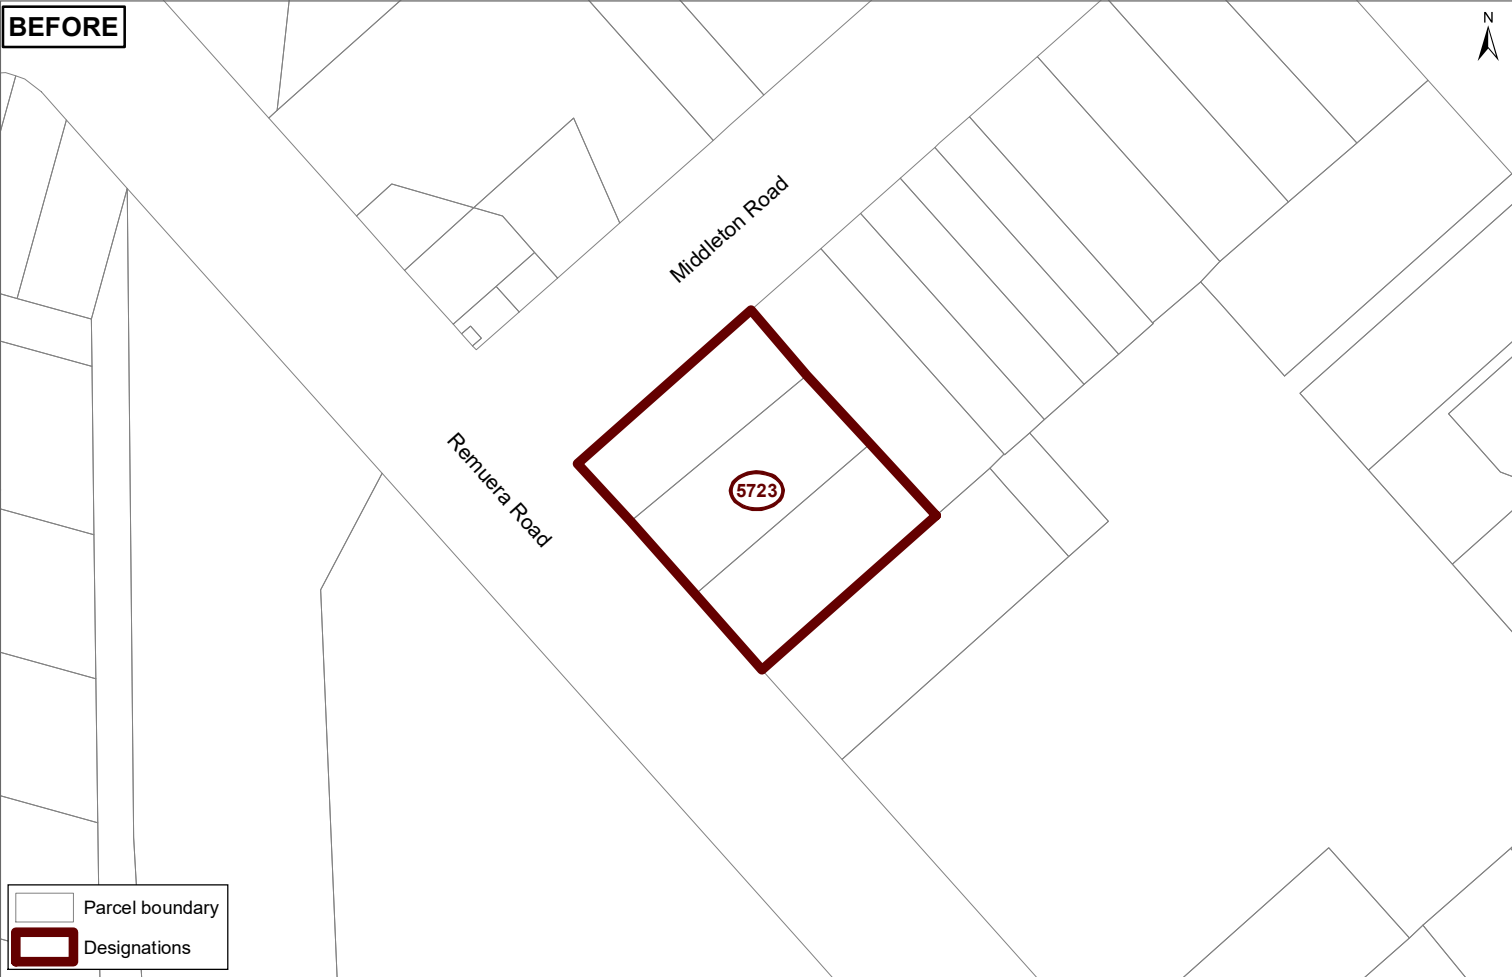 BEFORE
N
Middleton Road
Remuera Road
5723
Parcel boundary
Designations